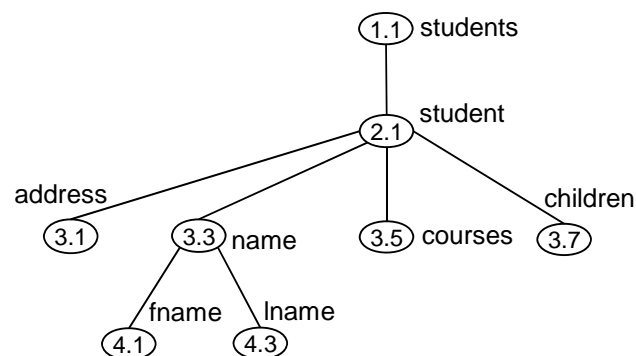 1.1 students
student
2.1
address
children
3.1
3.3 name
3.5 courses
3.7
fname
lname
4.1
4.3